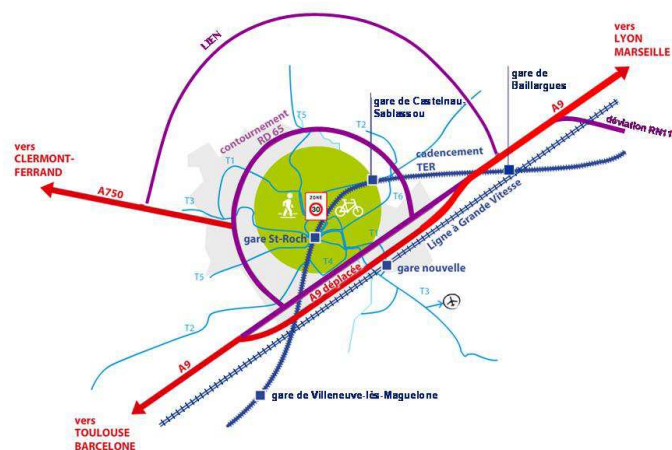 vers
LYON
MARSEILLE
LIEN
gare de
Baillargues
A9
gare de Castelnau-
Sablassou
déviation RN11
T5
T2
contournement
RD 65
cadencement
TER
vers
CLERMONT-
FERRAND
T1
A750
T3
ZONE
30
T6
Ligne à Grande Vitesse
gare St-Roch
T1
T4
gare nouvelle
T5
A9 déplacée
T3
T2
A9
gare de Villeneuve-lès-Maguelone
vers
TOULOUSE
BARCELONE